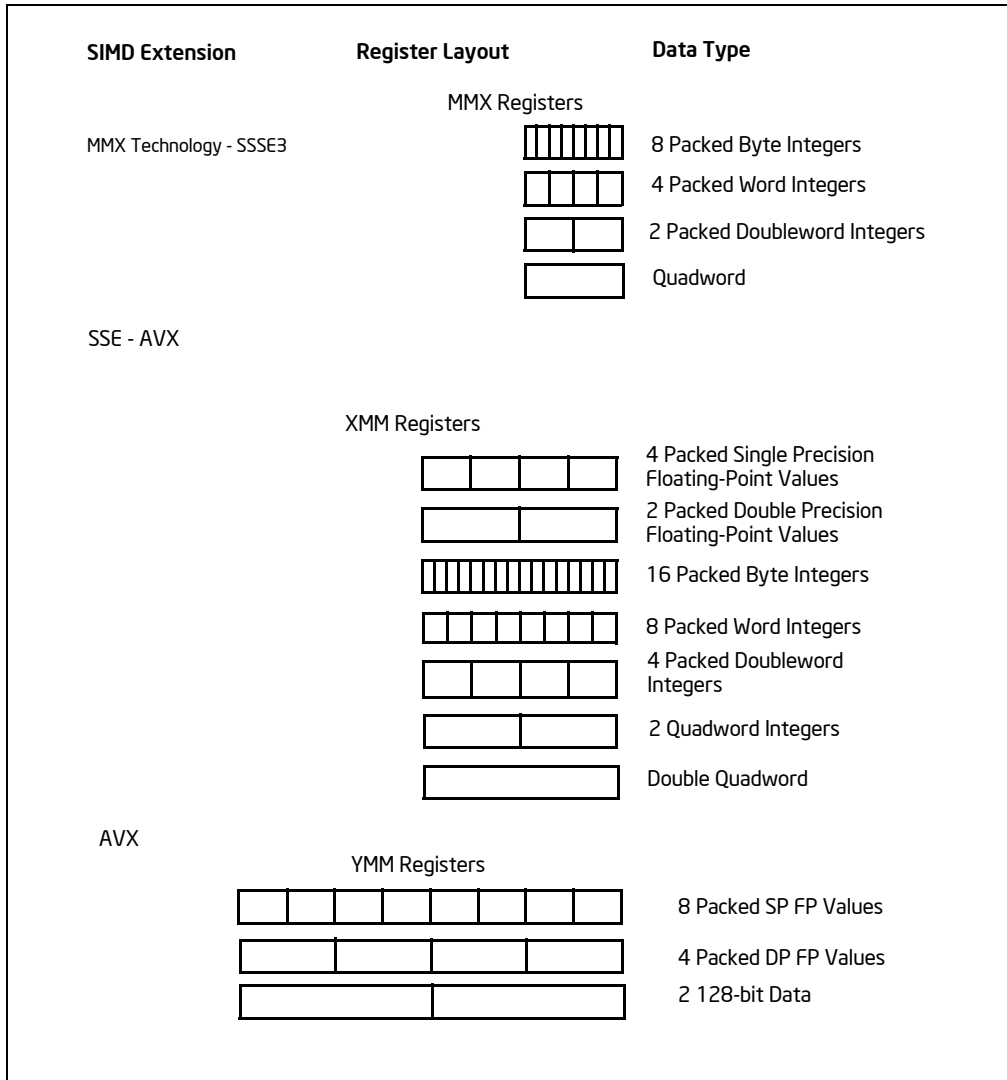 SIMD Extension Register Layout Data Type
MMX Registers
MMX Technology - SSSE3 8 Packed Byte Integers
4 Packed Word Integers
2 Packed Doubleword Integers
Quadword
SSE - AVX
XMM Registers
4 Packed Single Precision
Floating-Point Values
2 Packed Double Precision
Floating-Point Values
16 Packed Byte Integers
8 Packed Word Integers
4 Packed Doubleword
Integers
2 Quadword Integers
Double Quadword
AVX
YMM Registers
8 Packed SP FP Values
4 Packed DP FP Values
2 128-bit Data